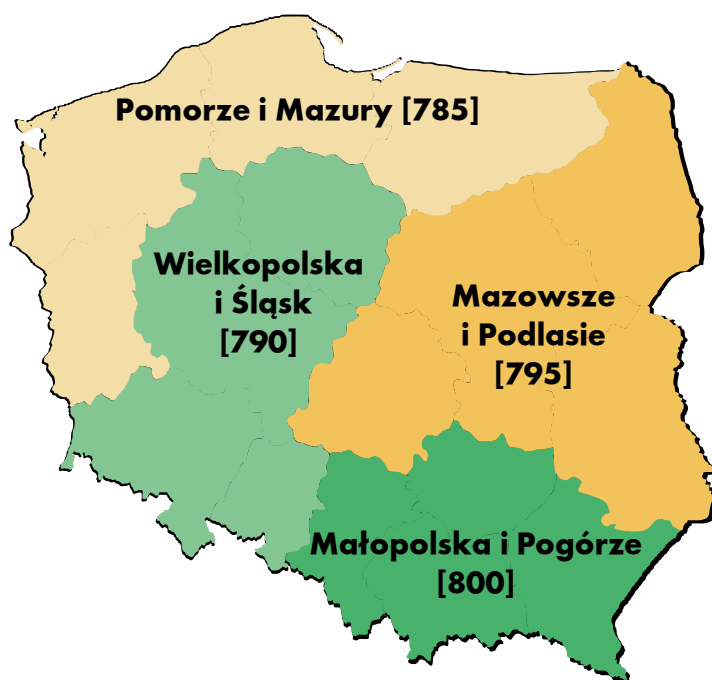 Pomorze i Mazury [785]
Wielkopolska
i Śląsk
[790]
Mazowsze
i Podlasie
[795]
Małopolska i Pogórze
[800]